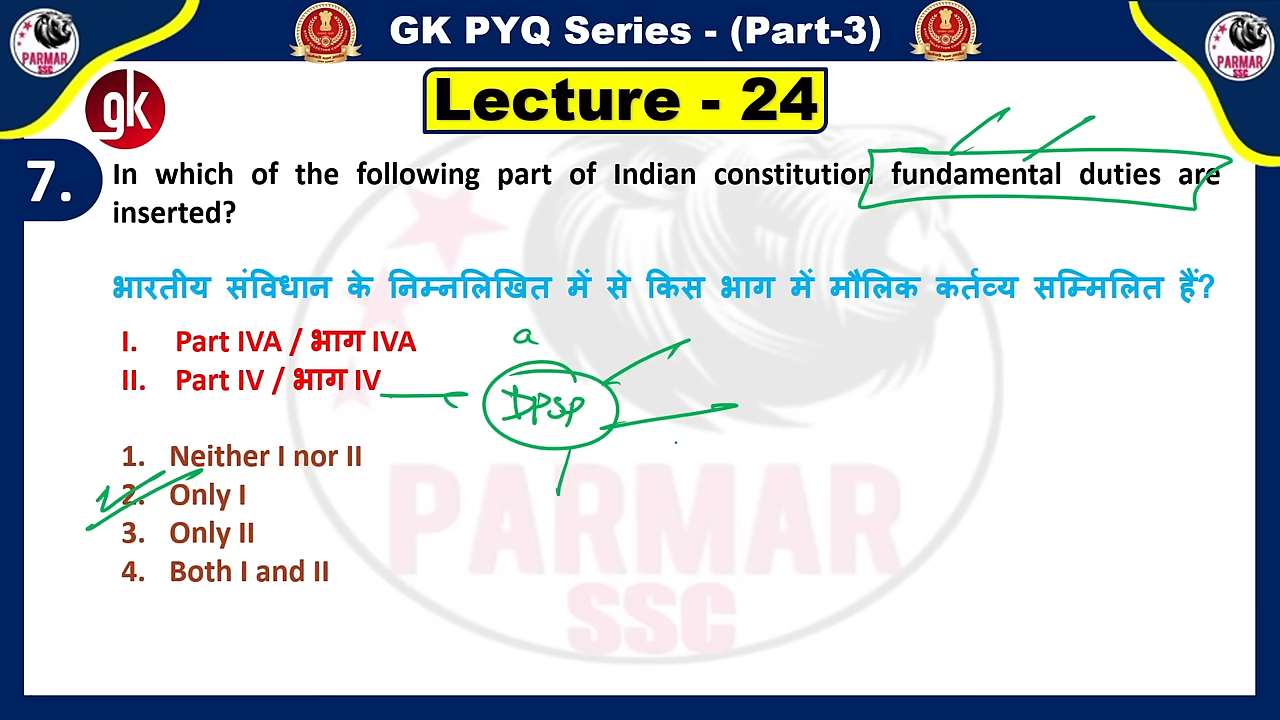 PARMAR
SSC
GK PYQ Series - (Part-3)
PARMAR
SSC
gk
Lecture - 24
7.
In which of the following part of Indian constitution fundamental duties are
inserted?
भारतीय संविधान के निम्नलिखित में से किस भाग में मौलिक कर्तव्य सम्मिलित हैं?
I. Part IVA / भाग IVA
a
II. Part IV / भाग IV
DPSP
1. Neither I nor II
2. Only I
3. Only II
4. Both I and II
PARMAR
SSC